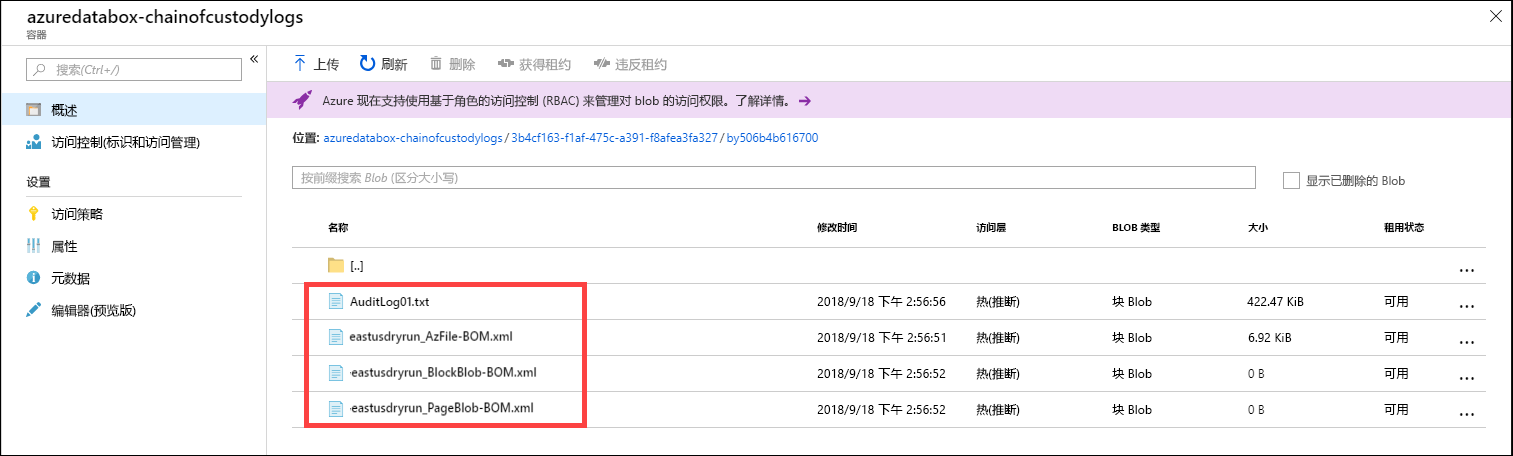 azuredatabox-chainofcustodylogs
容器
搜索(Ctrl+/)
«
概述
访问控制(标识和访问管理)
设置
访问策略
属性
元数据
编辑器(预览版)
上传 刷新 删除 获得租约 违反租约
Azure 现在支持使用基于角色的访问控制 (RBAC) 来管理对 blob 的访问权限。了解详情。 →
位置: azuredatabox-chainofcustodylogs / 3b4cf163-f1af-475c-a391-f8afea3fa327 / by506b4b616700
按前缀搜索 Blob (区分大小写)
显示已删除的 Blob
名称 修改时间 访问层 BLOB 类型 大小 租用状态
[..] ...
AuditLog01.txt 2018/9/18 下午 2:56:56 热(推断) 块 Blob 422.47 KiB 可用 ...
eastusdryrun_AzFile-BOM.xml 2018/9/18 下午 2:56:51 热(推断) 块 Blob 6.92 KiB 可用 ...
eastusdryrun_BlockBlob-BOM.xml 2018/9/18 下午 2:56:52 热(推断) 块 Blob 0 B 可用 ...
eastusdryrun_PageBlob-BOM.xml 2018/9/18 下午 2:56:52 热(推断) 块 Blob 0 B 可用 ...